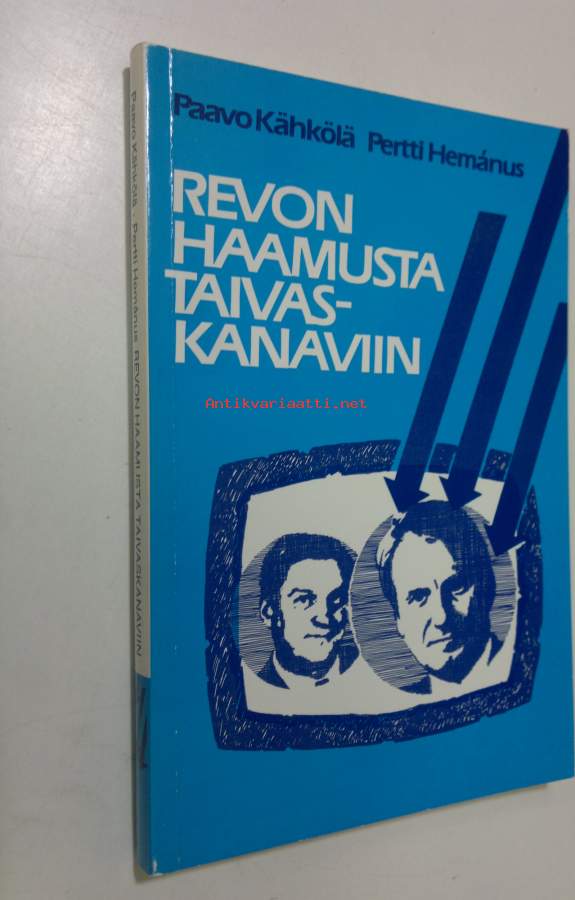 Paavo Kähkölä Pertti Hemánus
REVON
HAAMUSTA
TAIVAS-
KANAVIIN
Antikvariaatti.net
Paavo Kähkölä · Pertti Hemánus REVON HAAMUSTA TAIVASKANAVIIN